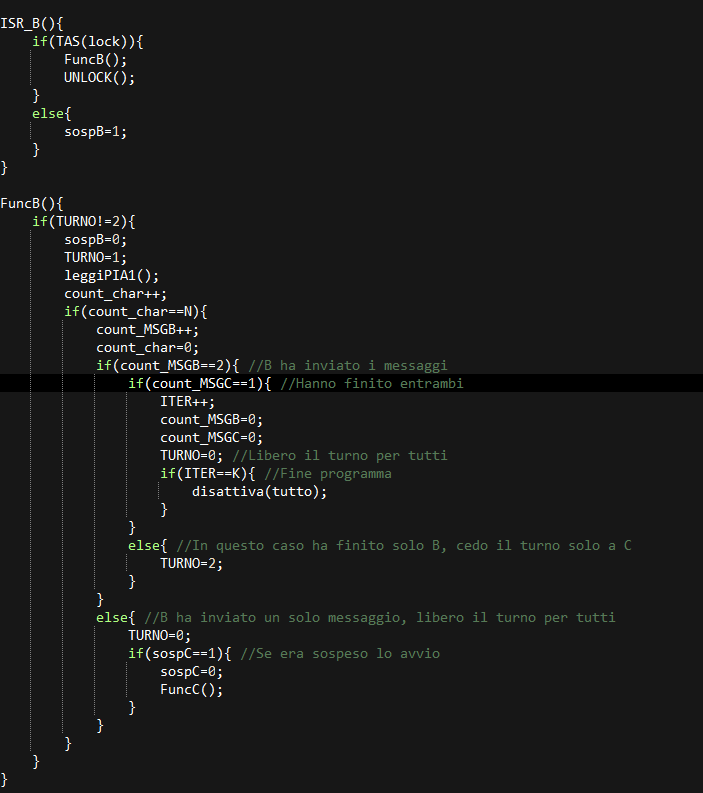 ISR_B(){
    if(TAS(lock)){
        FuncB();
        UNLOCK();
    }
    else{
        sospB=1;
    }
}

FuncB(){
    if(TURNO!=2){
        sospB=0;
        TURNO=1;
        leggiPIA1();
        count_char++;
        if(count_char==N){
            count_MSGB++;
            count_char=0;
            if(count_MSGB==2){ //B ha inviato i messaggi
                if(count_MSGC==1){ //Hanno finito entrambi
                    ITER++;
                    count_MSGB=0;
                    count_MSGC=0;
                    TURNO=0; //Libero il turno per tutti
                    if(ITER==K){ //Fine programma
                        disattiva(tutto);
                    }
                }
                else{ //In questo caso ha finito solo B, cedo il turno solo a C
                    TURNO=2;
                }
            }
            else{ //B ha inviato un solo messaggio, libero il turno per tutti
                TURNO=0;
                if(sospC==1){ //Se era sospeso lo avvio
                    sospC=0;
                    FuncC();
                }
            }
        }
    }
}